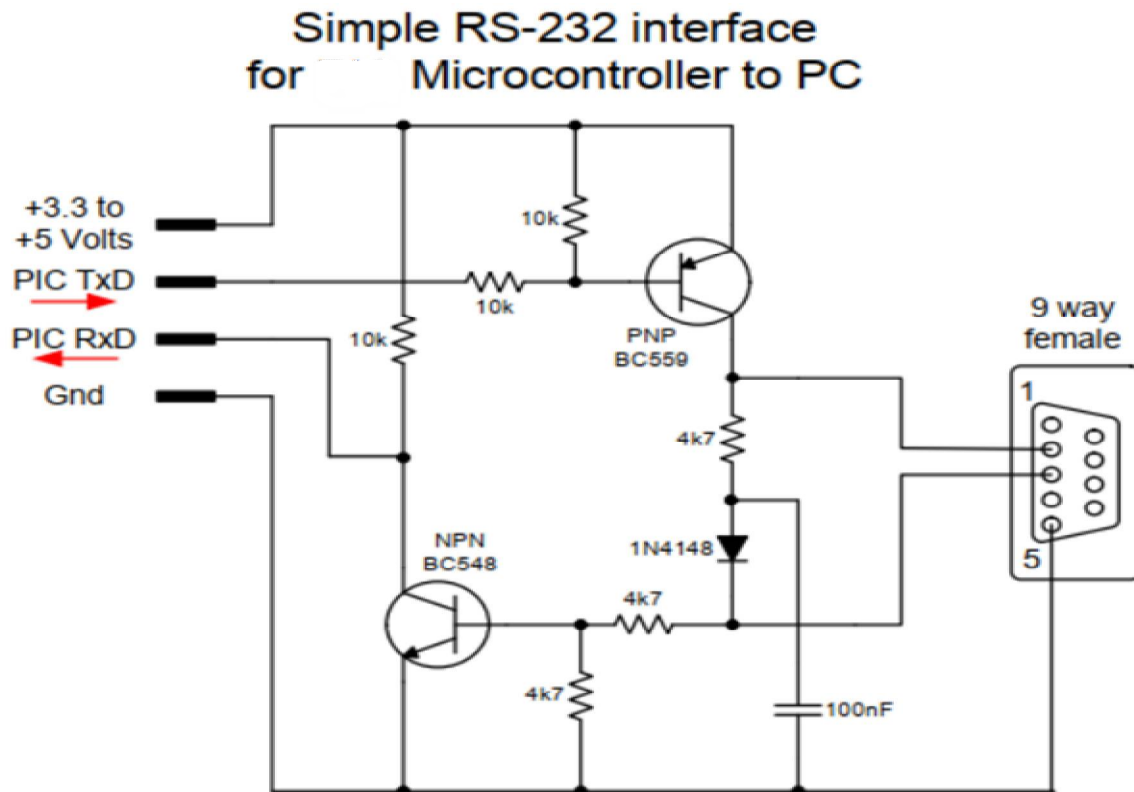 Simple RS-232 interface
for Microcontroller to PC
+3.3 to
+5 Volts
PIC TxD
PIC RxD
Gnd
10k
10k
10k
PNP
BC559
4k7
1N4148
NPN
BC548
4k7
4k7
100nF
9 way
female
1
5